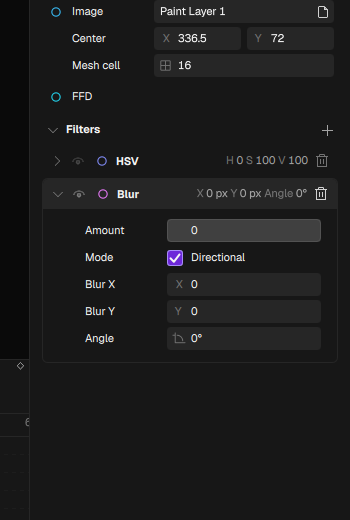 Image Paint Layer 1
Center X 336.5 Y 72
Mesh cell 16
FFD
Filters
HSV H 0 S 100 V 100
Blur X 0 px Y 0 px Angle 0°
Amount 0
Mode Directional
Blur X X 0
Blur Y Y 0
Angle 0°